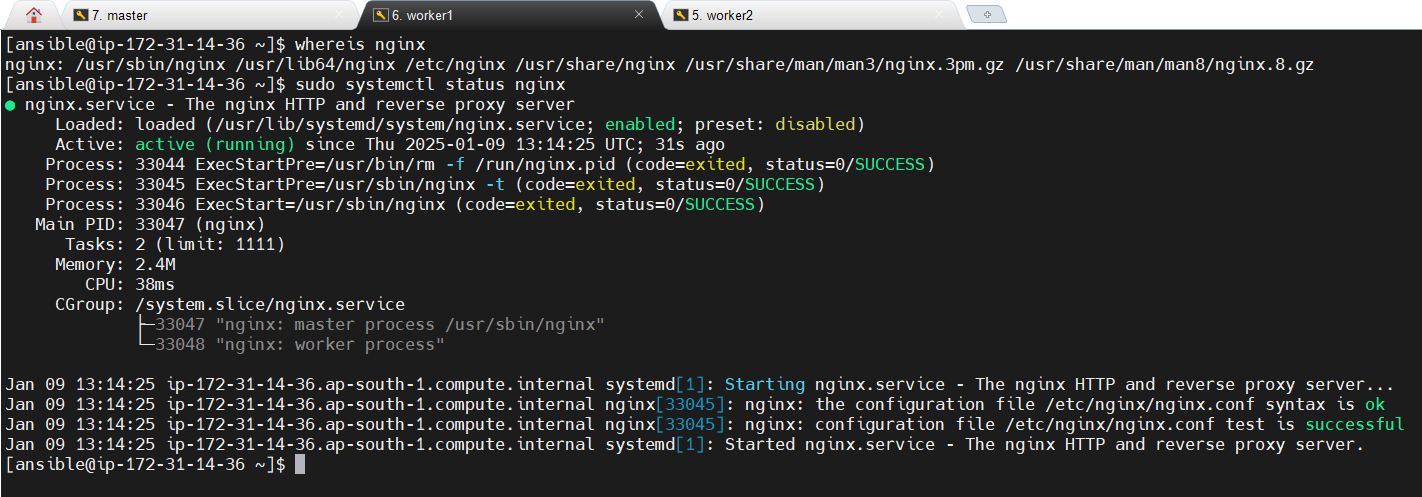 7. master
6. worker1
5. worker2
[ansible@ip-172-31-14-36 ~]$ whereis nginx
nginx: /usr/sbin/nginx /usr/lib64/nginx /etc/nginx /usr/share/nginx /usr/share/man/man3/nginx.3pm.gz /usr/share/man/man8/nginx.8.gz
[ansible@ip-172-31-14-36 ~]$ sudo systemctl status nginx
● nginx.service - The nginx HTTP and reverse proxy server
Loaded: loaded (/usr/lib/systemd/system/nginx.service; enabled; preset: disabled)
Active: active (running) since Thu 2025-01-09 13:14:25 UTC; 31s ago
Process: 33044 ExecStartPre=/usr/bin/rm -f /run/nginx.pid (code=exited, status=0/SUCCESS)
Process: 33045 ExecStartPre=/usr/sbin/nginx -t (code=exited, status=0/SUCCESS)
Process: 33046 ExecStart=/usr/sbin/nginx (code=exited, status=0/SUCCESS)
Main PID: 33047 (nginx)
Tasks: 2 (limit: 1111)
Memory: 2.4M
CPU: 38ms
CGroup: /system.slice/nginx.service
├─33047 "nginx: master process /usr/sbin/nginx"
└─33048 "nginx: worker process"
Jan 09 13:14:25 ip-172-31-14-36.ap-south-1.compute.internal systemd[1]: Starting nginx.service - The nginx HTTP and reverse proxy server...
Jan 09 13:14:25 ip-172-31-14-36.ap-south-1.compute.internal nginx[33045]: nginx: the configuration file /etc/nginx/nginx.conf syntax is ok
Jan 09 13:14:25 ip-172-31-14-36.ap-south-1.compute.internal nginx[33045]: nginx: configuration file /etc/nginx/nginx.conf test is successful
Jan 09 13:14:25 ip-172-31-14-36.ap-south-1.compute.internal systemd[1]: Started nginx.service - The nginx HTTP and reverse proxy server.
[ansible@ip-172-31-14-36 ~]$